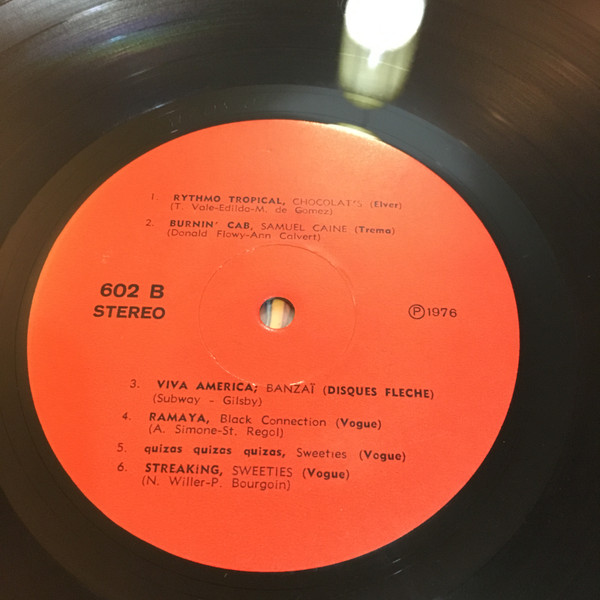 1. RYTHMO TROPICAL, CHOCOLAT'S (Elver)
(T. Vale-Edilda-M. de Gomez)
2. BURNIN' CAB, SAMUEL CAINE (Trema)
(Donald Flowy-Ann Calvert)
602 B
STEREO
Ⓟ 1976
3. VIVA AMERICA; BANZAÏ (DISQUES FLECHE)
(Subway - Gilsby)
4. RAMAYA, Black Connection (Vogue)
(A. Simone-St. Regol)
5. quizas quizas quizas, Sweeties (Vogue)
6. STREAKING, SWEETIES (Vogue)
(N. Willer-P. Bourgoin)